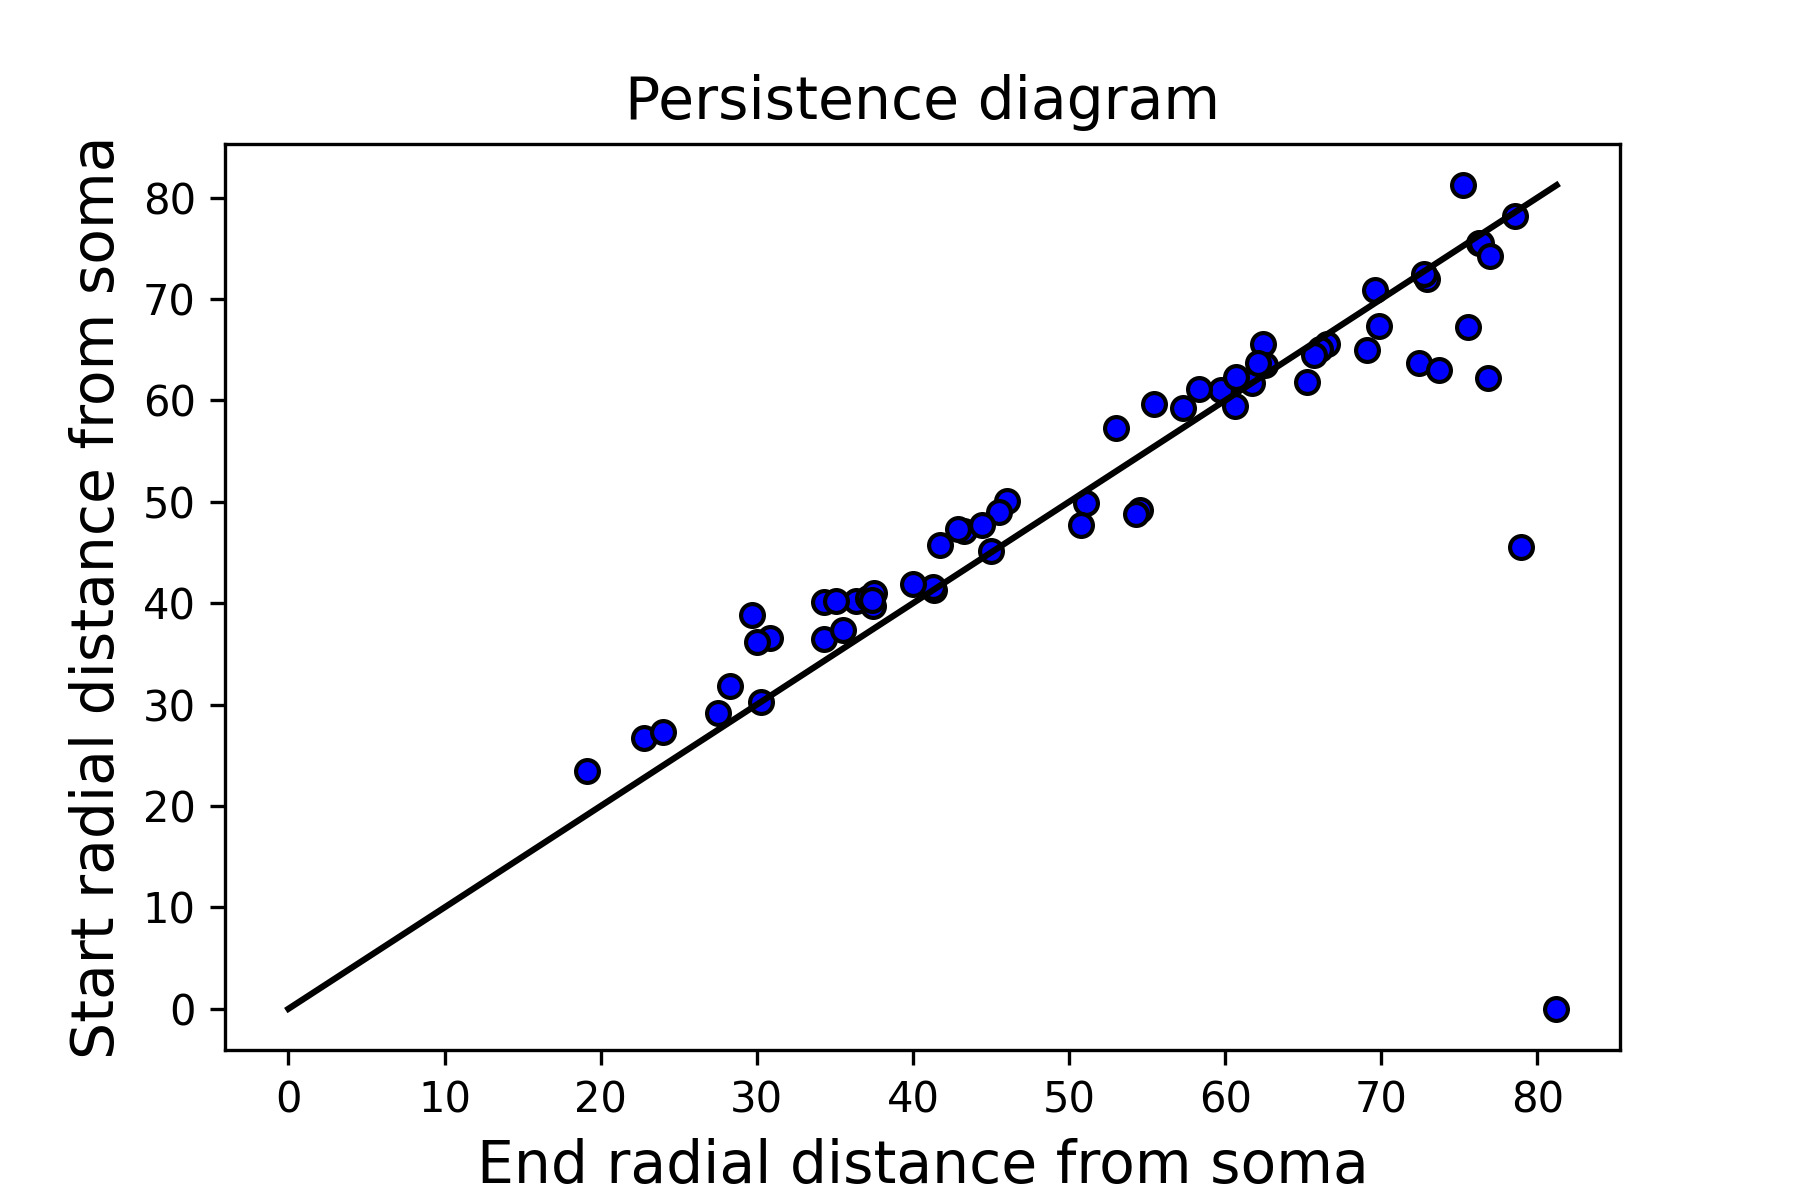 Persistence diagram
Start radial distance from soma
80
70
60
50
40
30
20
10
0
0 10 20 30 40 50 60 70 80
End radial distance from soma